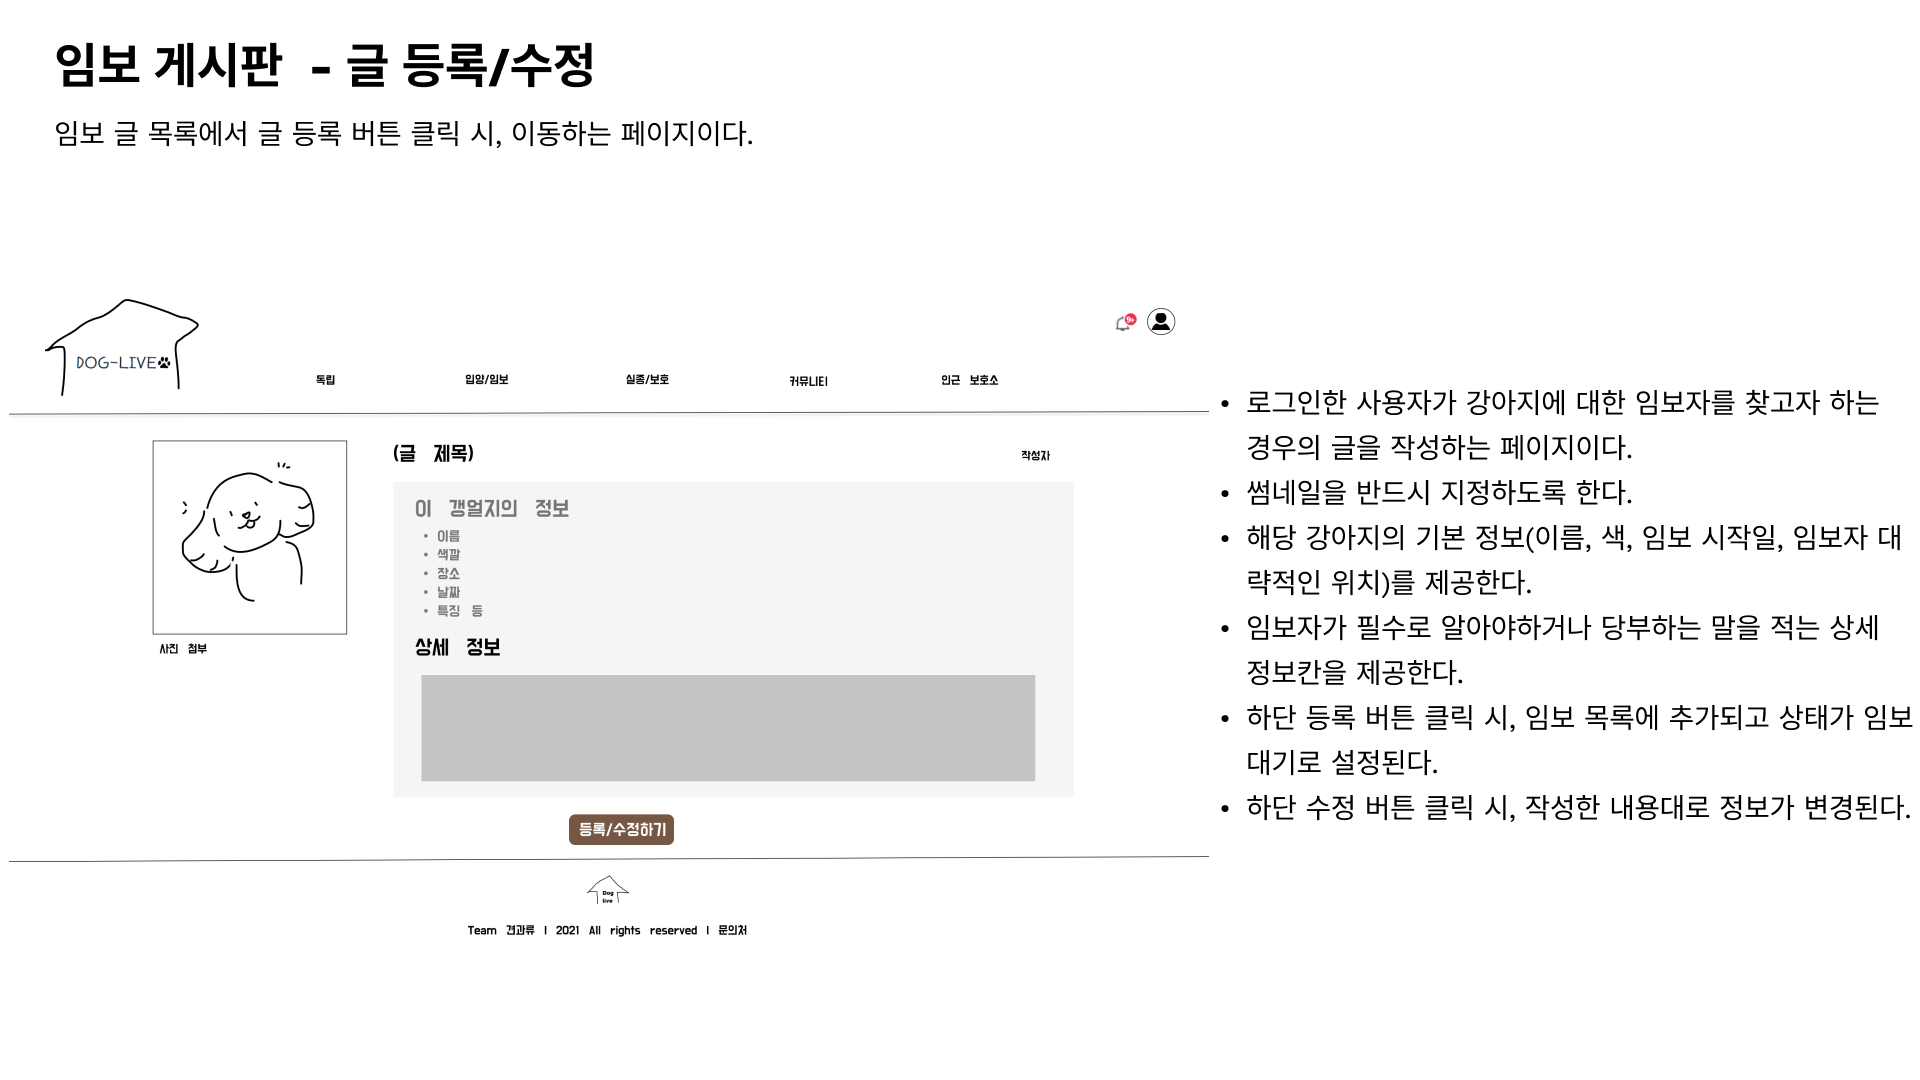 임보 게시판 - 글 등록/수정
임보 글 목록에서 글 등록 버튼 클릭 시, 이동하는 페이지이다.
9+
DOG-LIVE
독립
입양/임보
실종/보호
커뮤니티
인근 보호소
(글 제목)
작성자
이 갱얼지의 정보
• 이름
• 색깔
• 장소
• 날짜
• 특징 등
사진 첨부
상세 정보
등록/수정하기
Dog
live
Team 견과류 | 2021 All rights reserved | 문의처
• 로그인한 사용자가 강아지에 대한 임보자를 찾고자 하는
경우의 글을 작성하는 페이지이다.
• 썸네일을 반드시 지정하도록 한다.
• 해당 강아지의 기본 정보(이름, 색, 임보 시작일, 임보자 대
략적인 위치)를 제공한다.
• 임보자가 필수로 알아야하거나 당부하는 말을 적는 상세
정보칸을 제공한다.
• 하단 등록 버튼 클릭 시, 임보 목록에 추가되고 상태가 임보
대기로 설정된다.
• 하단 수정 버튼 클릭 시, 작성한 내용대로 정보가 변경된다.